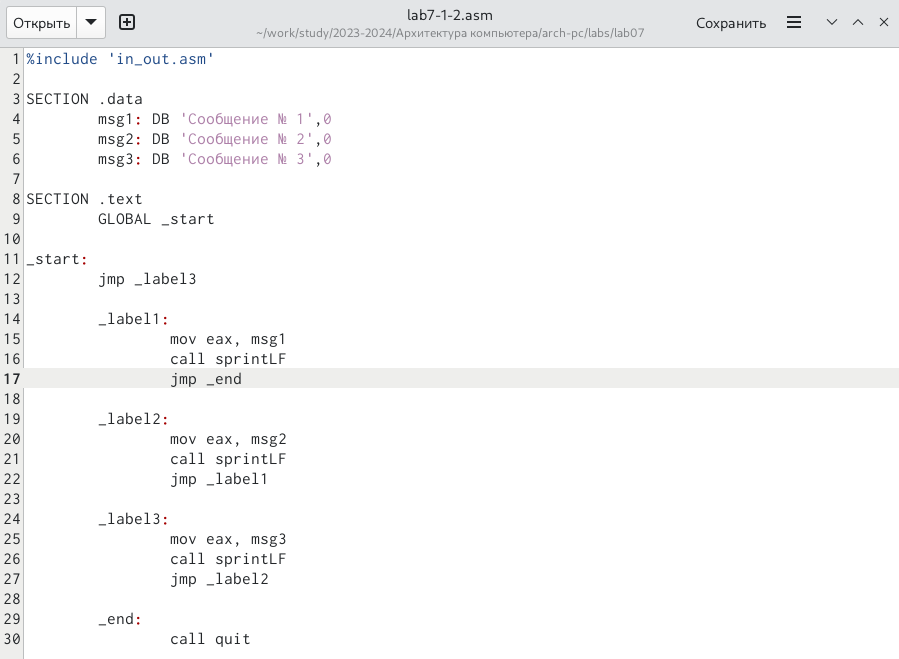 Открыть
lab7-1-2.asm
~/work/study/2023-2024/Архитектура компьютера/arch-pc/labs/lab07
Сохранить
1 %include 'in_out.asm'
2
3 SECTION .data
4 msg1: DB 'Сообщение № 1',0
5 msg2: DB 'Сообщение № 2',0
6 msg3: DB 'Сообщение № 3',0
7
8 SECTION .text
9 GLOBAL _start
10
11 _start:
12 jmp _label3
13
14 _label1:
15 mov eax, msg1
16 call sprintLF
17 jmp _end
18
19 _label2:
20 mov eax, msg2
21 call sprintLF
22 jmp _label1
23
24 _label3:
25 mov eax, msg3
26 call sprintLF
27 jmp _label2
28
29 _end:
30 call quit